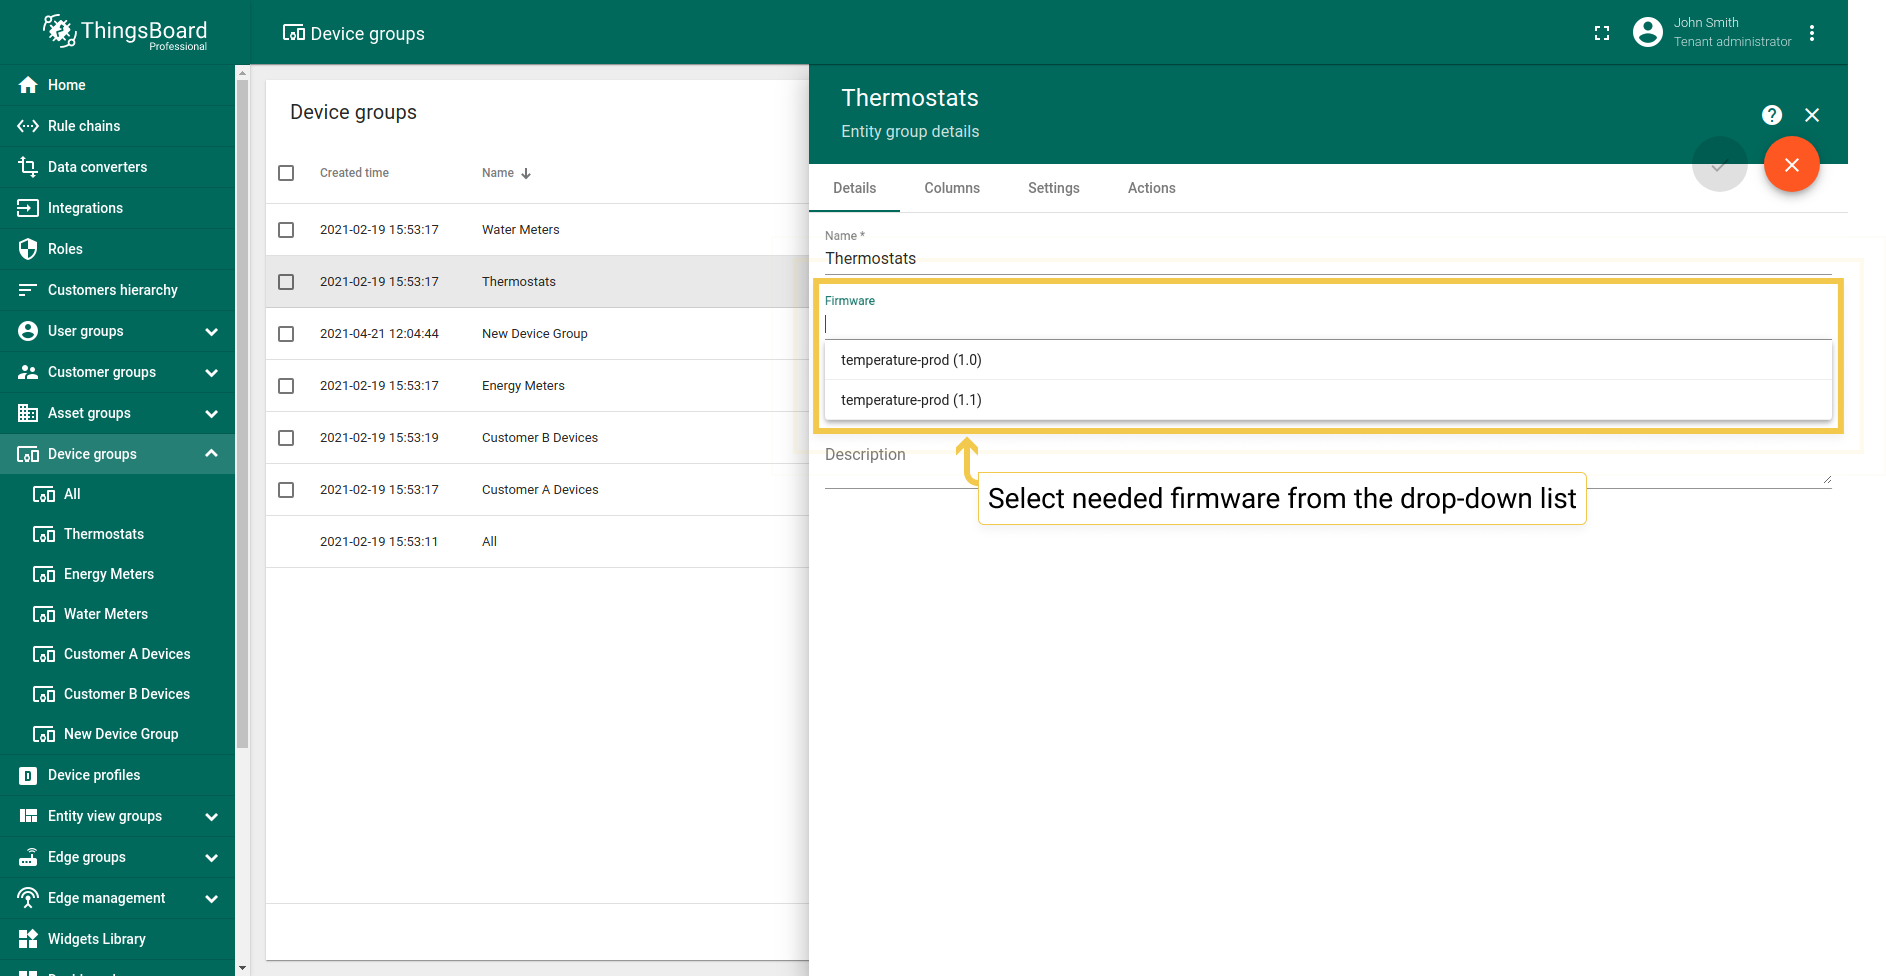 ThingsBoard
Professional
Device groups
John Smith
Tenant administrator
Home
Rule chains
Data converters
Integrations
Roles
Customers hierarchy
User groups
Customer groups
Asset groups
Device groups
All
Thermostats
Energy Meters
Water Meters
Customer A Devices
Customer B Devices
New Device Group
Device profiles
Entity view groups
Edge groups
Edge management
Widgets Library
Device groups
Created time Name
2021-02-19 15:53:17 Water Meters
2021-02-19 15:53:17 Thermostats
2021-04-21 12:04:44 New Device Group
2021-02-19 15:53:17 Energy Meters
2021-02-19 15:53:19 Customer B Devices
2021-02-19 15:53:17 Customer A Devices
2021-02-19 15:53:11 All
Thermostats
Entity group details
Details Columns Settings Actions
Name *
Thermostats
Firmware
temperature-prod (1.0)
temperature-prod (1.1)
Description
Select needed firmware from the drop-down list